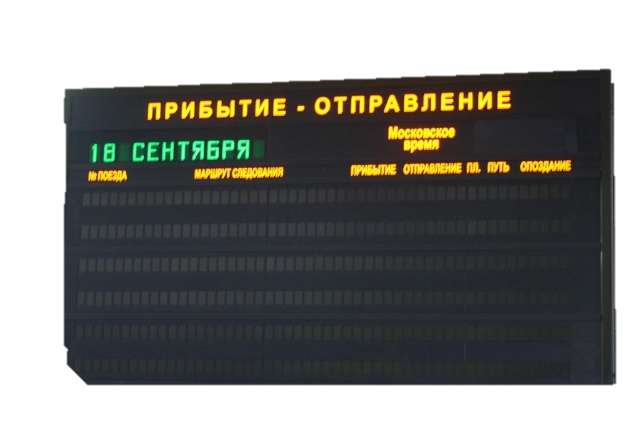 ПРИБЫТИЕ - ОТПРАВЛЕНИЕ
Московское
время
18 СЕНТЯБРЯ
№ ПОЕЗДА МАРШРУТ СЛЕДОВАНИЯ ПРИБЫТИЕ ОТПРАВЛЕНИЕ ПЛ. ПУТЬ ОПОЗДАНИЕ